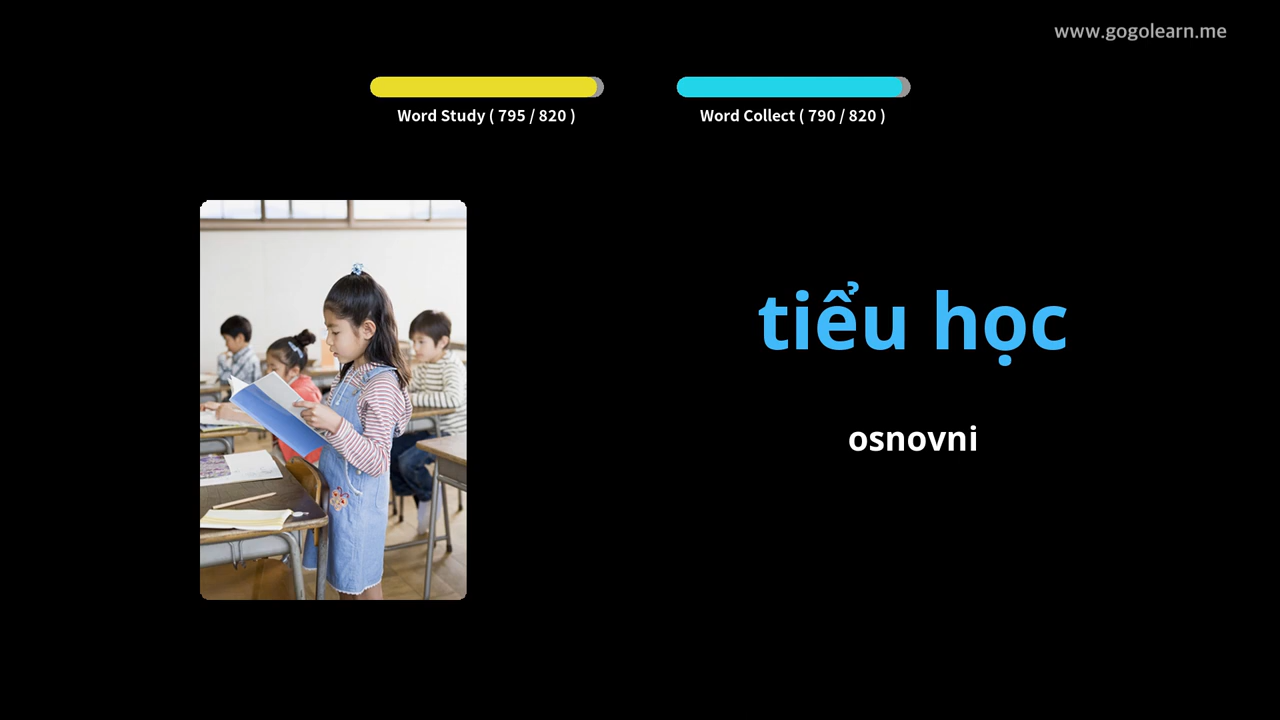 www.gogolearn.me
Word Study ( 795 / 820 )
Word Collect ( 790 / 820 )
tiểu học
osnovni